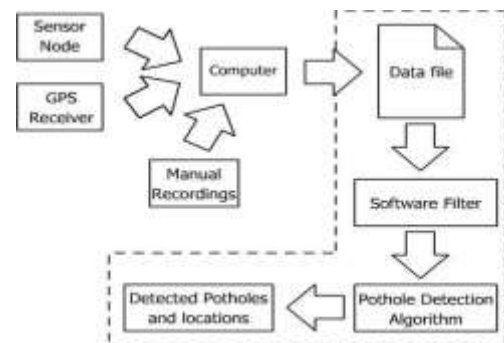 Sensor
Node
GPS
Receiver
Computer
Manual
Recordings
Data file
Software Filter
Pothole Detection
Algorithm
Detected Potholes
and locations